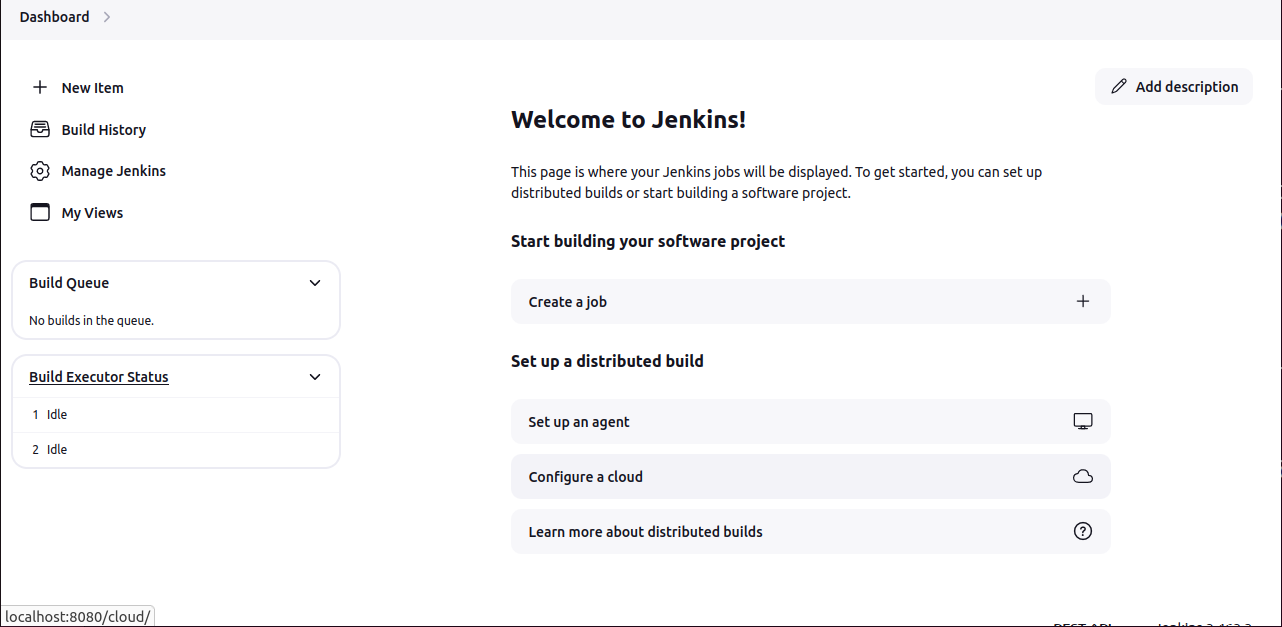 Dashboard
New Item
Build History
Manage Jenkins
My Views
Build Queue
No builds in the queue.
Build Executor Status
1 Idle
2 Idle
Add description
Welcome to Jenkins!
This page is where your Jenkins jobs will be displayed. To get started, you can set up
distributed builds or start building a software project.
Start building your software project
Create a job
Set up a distributed build
Set up an agent
Configure a cloud
Learn more about distributed builds
localhost:8080/cloud/
REST API
Jenkins